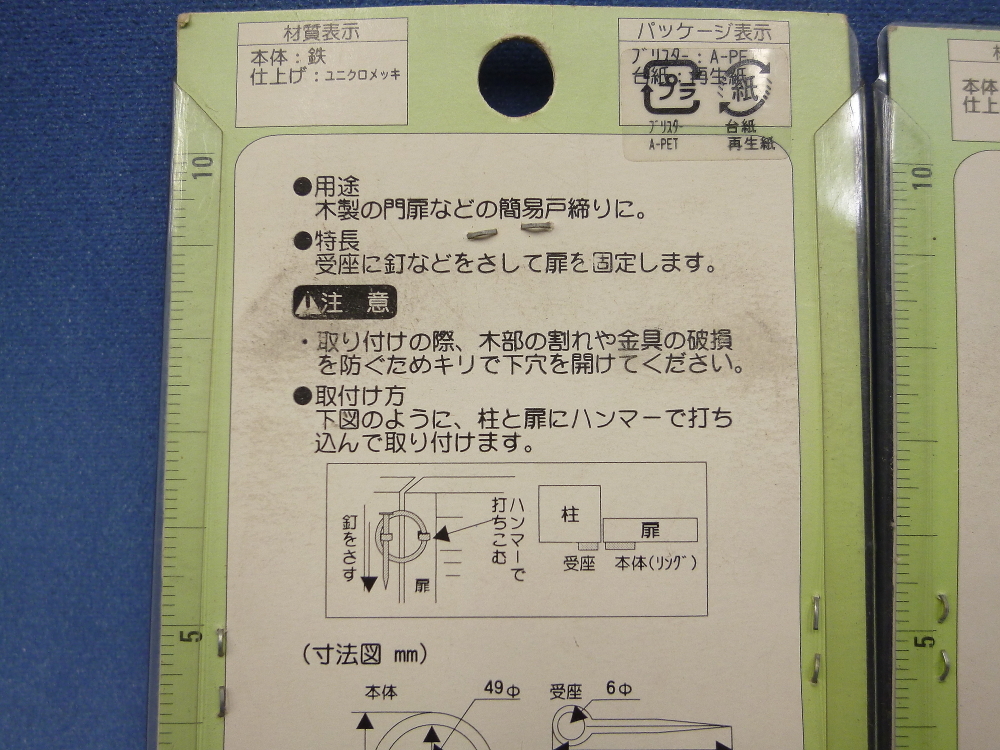 材質表示
本体：鉄
仕上げ：ユニクロメッキ
パッケージ表示
ﾌﾞﾘｽﾀｰ：A-PET
台紙：再生紙
プラ
紙
ﾌﾞﾘｽﾀｰ
A-PET
台紙
再生紙
10
●用途
木製の門扉などの簡易戸締りに。
●特長
受座に釘などをさして扉を固定します。
注 意
・取り付けの際、木部の割れや金具の破損
を防ぐためキリで下穴を開けてください。
●取付け方
下図のように、柱と扉にハンマーで打ち
込んで取り付けます。
釘をさす
扉
ハンマーで
打ちこむ
柱
扉
受座
本体(ﾘﾝｸﾞ)
5
(寸法図 mm)
本体
49Φ
受座
6Φ
本体
仕上
10
5